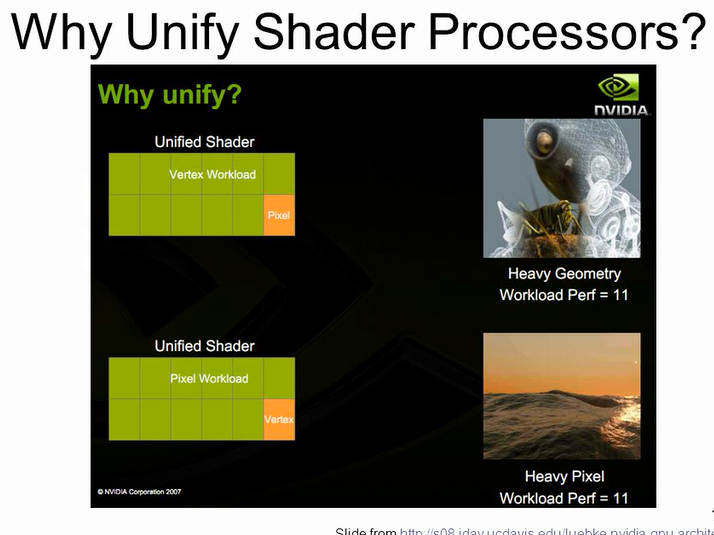 Why Unify Shader Processors?
Why unify?
NVIDIA
Unified Shader
Vertex Workload
Pixel
Heavy Geometry
Workload Perf = 11
Unified Shader
Pixel Workload
Vertex
Heavy Pixel
Workload Perf = 11
© NVIDIA Corporation 2007
Slide from http://s08.idav.ucdavis.edu/luebke-nvidia-gpu-archite